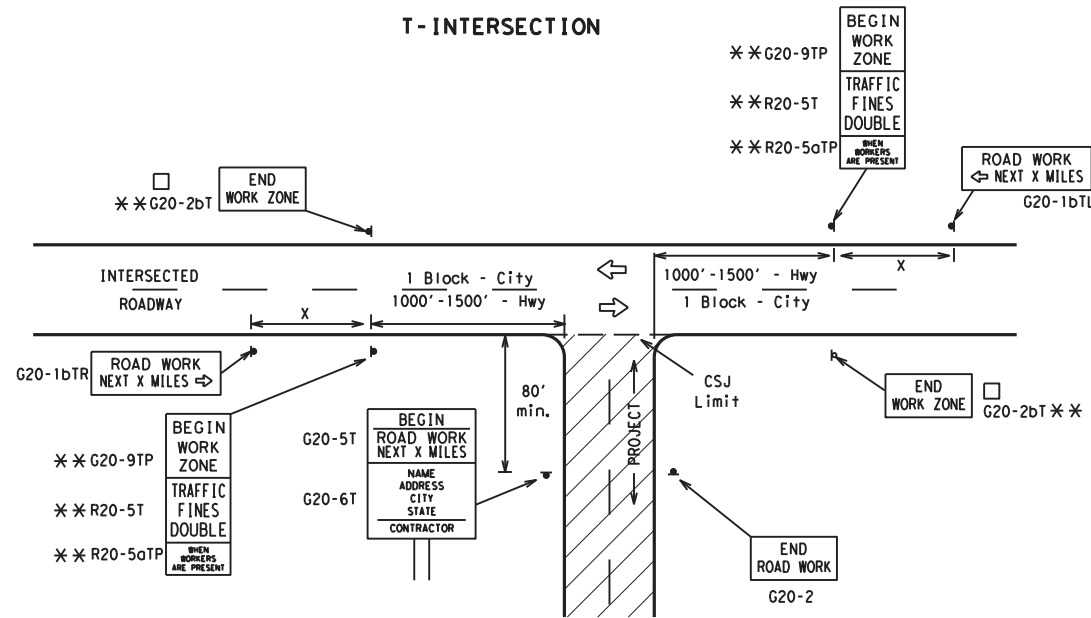 T-INTERSECTION
BEGIN
WORK
ZONE
TRAFFIC
FINES
DOUBLE
WHEN
WORKERS
ARE PRESENT
**G20-9TP
**R20-5T
**R20-5aTP
ROAD WORK
⇦ NEXT X MILES
G20-1bTL
END
WORK ZONE
□
**G20-2bT
INTERSECTED
ROADWAY
1 Block - City
1000'-1500' - Hwy
X
⇦
⇨
1000'-1500' - Hwy
1 Block - City
X
G20-1bTR
ROAD WORK
NEXT X MILES ⇨
80'
min.
CSJ
Limit
PROJECT
END
WORK ZONE
□
G20-2bT **
BEGIN
WORK
ZONE
TRAFFIC
FINES
DOUBLE
WHEN
WORKERS
ARE PRESENT
**G20-9TP
**R20-5T
**R20-5aTP
G20-5T
G20-6T
BEGIN
ROAD WORK
NEXT X MILES
NAME
ADDRESS
CITY
STATE
CONTRACTOR
END
ROAD WORK
G20-2